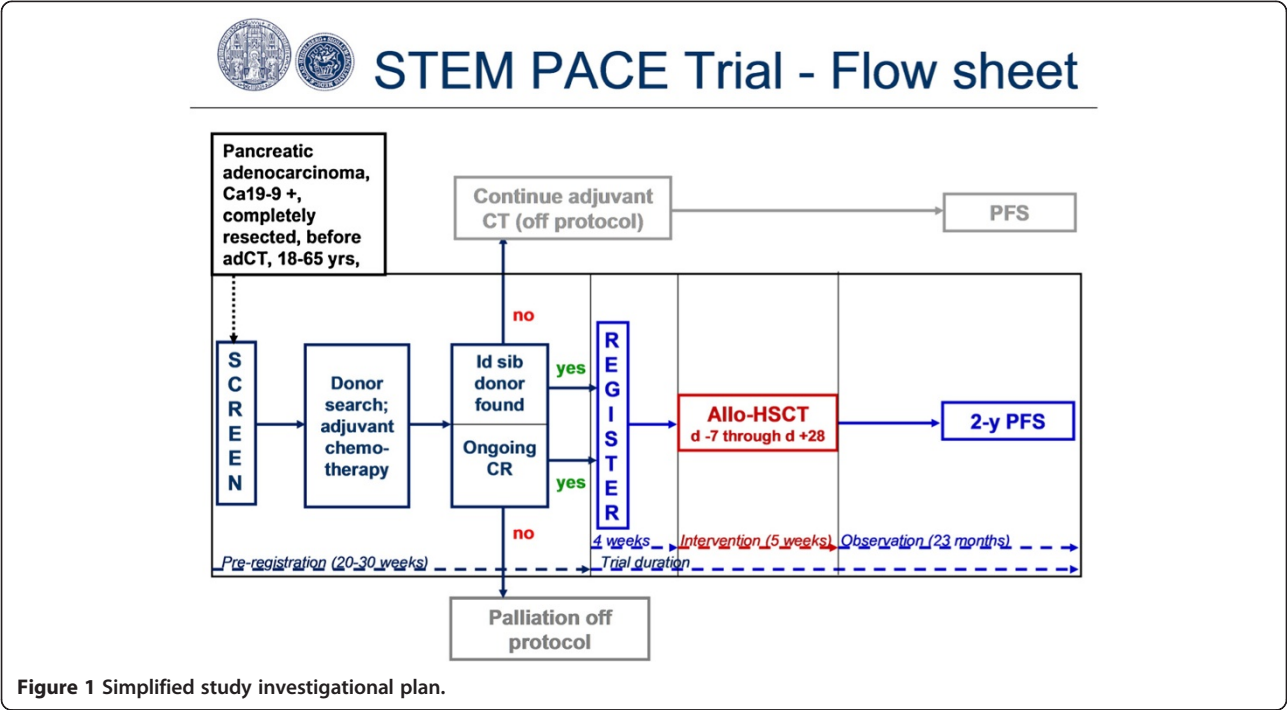 STEM PACE Trial - Flow sheet
Pancreatic
adenocarcinoma,
Ca19-9 +,
completely
resected, before
adCT, 18-65 yrs,
Continue adjuvant
CT (off protocol)
PFS
no
S
C
R
E
E
N
Donor
search;
adjuvant
chemo-
therapy
Id sib
donor
found
Ongoing
CR
yes
yes
R
E
G
I
S
T
E
R
Allo-HSCT
d -7 through d +28
2-y PFS
no
4 weeks
Intervention (5 weeks)
Observation (23 months)
Pre-registration (20-30 weeks)
Trial duration
Palliation off
protocol
Figure 1 Simplified study investigational plan.